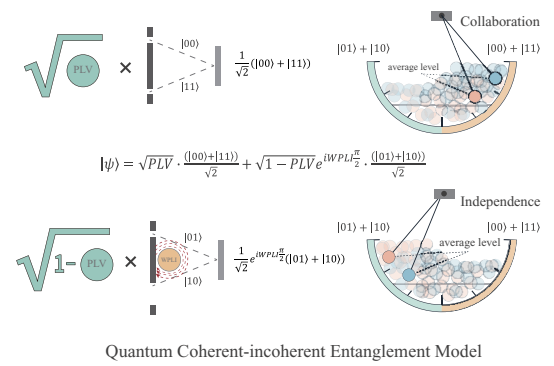 Collaboration
|00⟩
|01⟩ + |10⟩
|00⟩ + |11⟩
√ PLV × 1/√2 (|00⟩ + |11⟩)
average level
|11⟩
|ψ⟩ = √PLV · (|00⟩+|11⟩)/√2 + √1 − PLV e^{iWPLI π/2} · (|01⟩+|10⟩)/√2
Independence
|01⟩ + |10⟩
|00⟩ + |11⟩
|01⟩
average level
√ 1- PLV × WPLI 1/√2 e^{iWPLI π/2} (|01⟩ + |10⟩)
|10⟩
Quantum Coherent-incoherent Entanglement Model